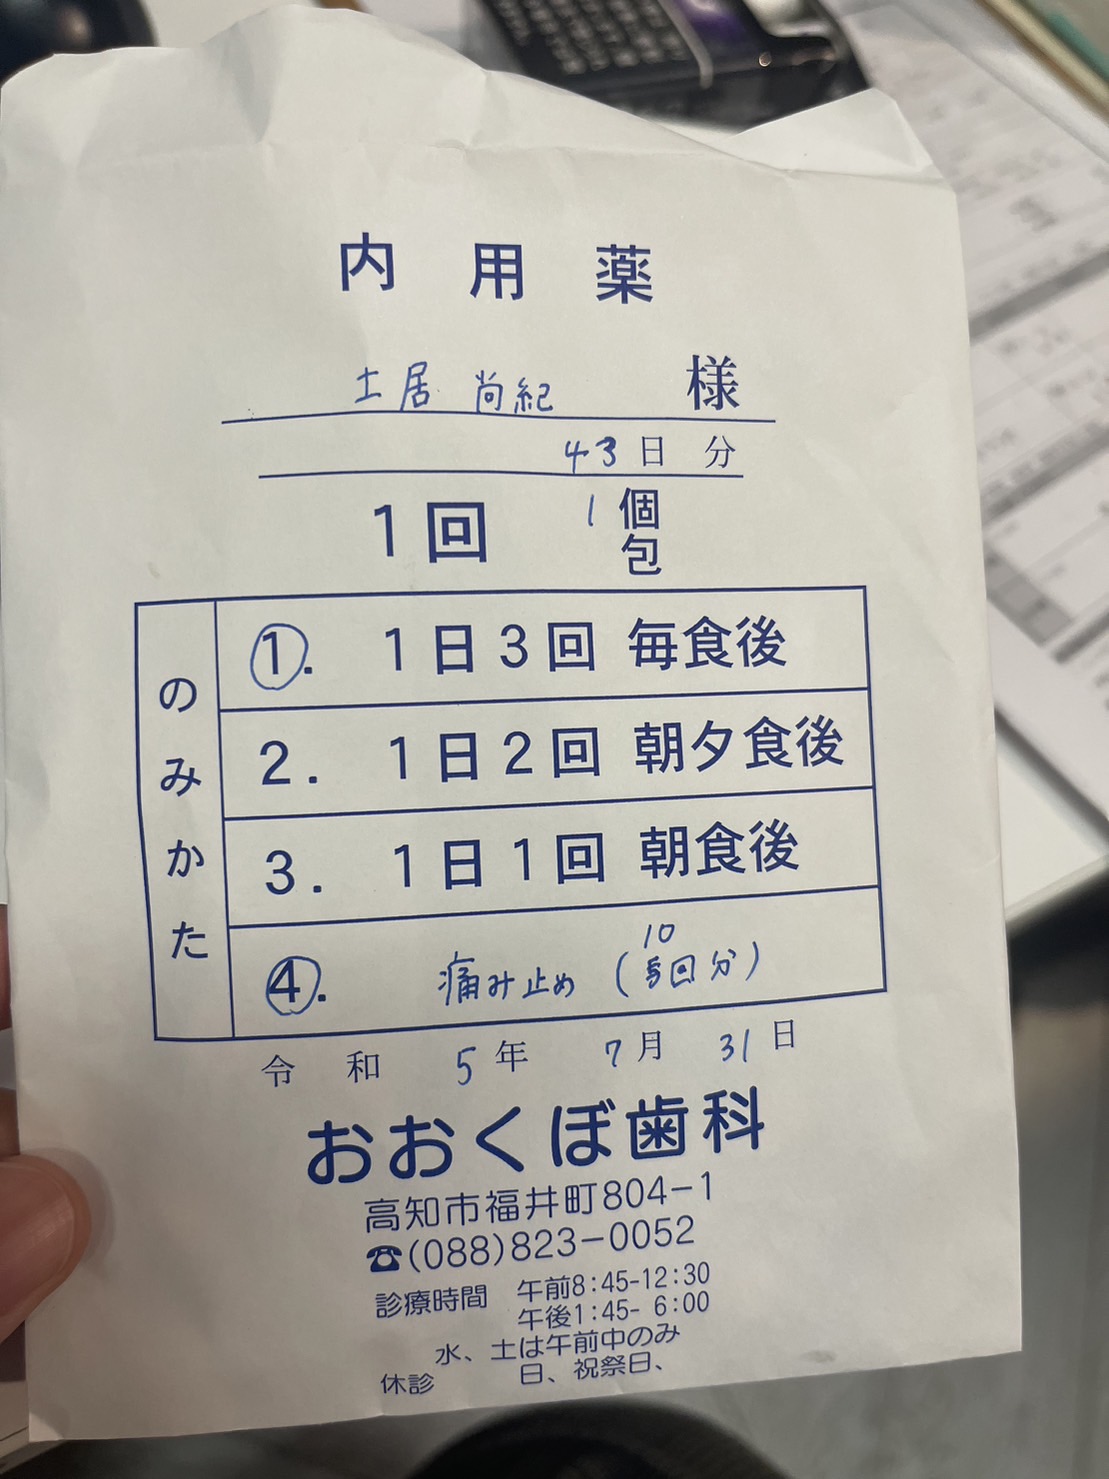 内用薬
土居 尚紀 様
43日分
1回 1 個
包
のみかた
1. 1日3回 毎食後
2. 1日2回 朝夕食後
3. 1日1回 朝食後
10
4. 痛み止め (5回分)
令和 5年 7月 31日
おおくぼ歯科
高知市福井町804-1
☎(088)823-0052
診療時間 午前8:45-12:30
午後1:45- 6:00
水、土は午前中のみ
休診 日、祝祭日、